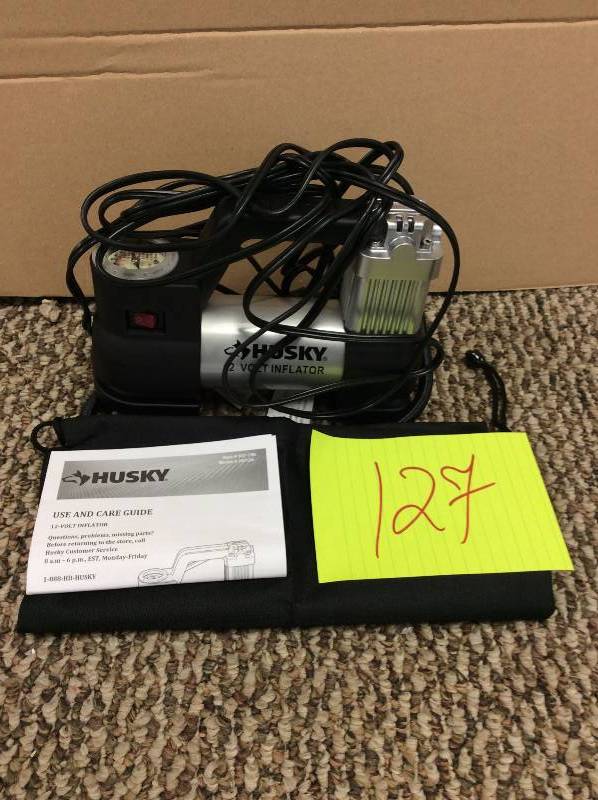 HUSKY
2 VOLT INFLATOR
HUSKY
USE AND CARE GUIDE
12-VOLT INFLATOR
Questions, problems, missing parts?
Before returning to the store, call
Husky Customer Service
8 a.m – 6 p.m., EST, Monday-Friday
1-888-HD-HUSKY
127